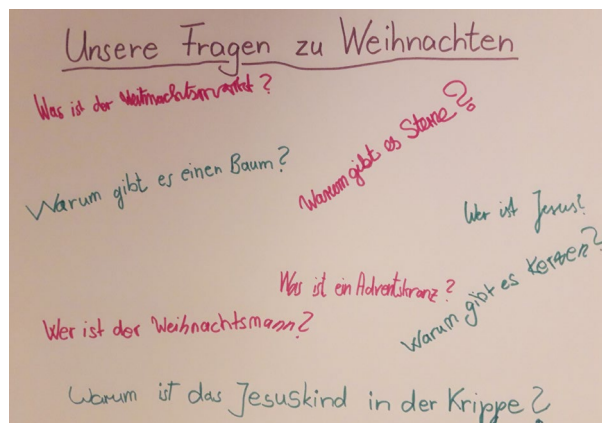 Unsere Fragen zu Weihnachten
Was ist der Weihnachtsmarkt?
Warum gibt es Sterne?
Warum gibt es einen Baum?
Wer ist Jesus?
Was ist ein Adventskranz?
Warum gibt es Kerzen?
Wer ist der Weihnachtsmann?
Warum ist das Jesuskind in der Krippe?